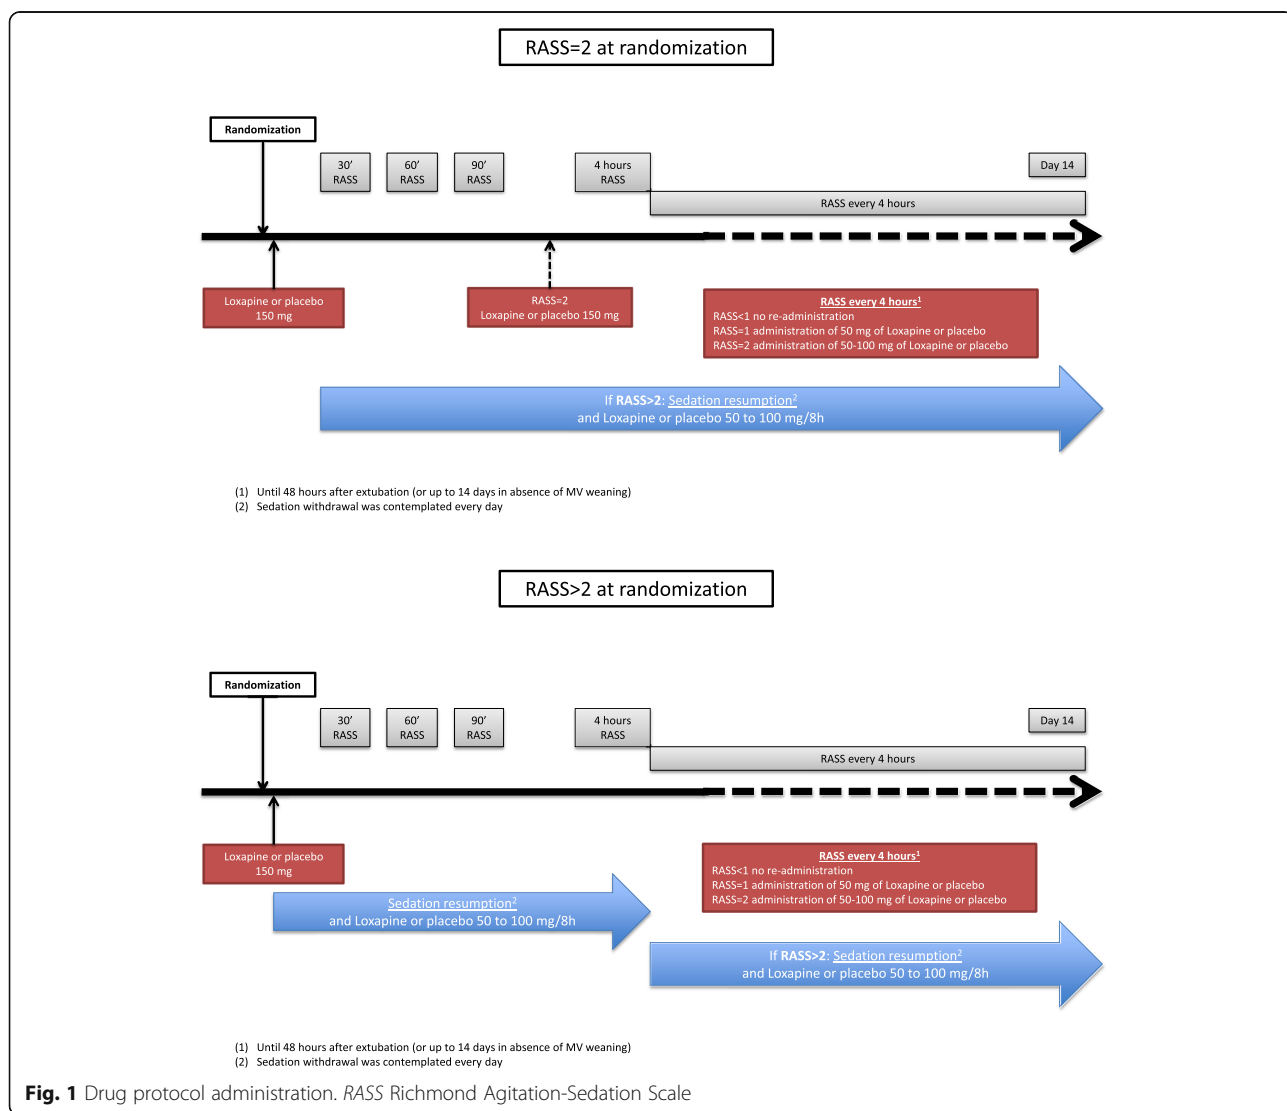 RASS=2 at randomization
Randomization
30’
RASS
60’
RASS
90’
RASS
4 hours
RASS
Day 14
RASS every 4 hours
Loxapine or placebo
150 mg
RASS=2
Loxapine or placebo 150 mg
RASS every 4 hours¹
RASS<1 no re-administration
RASS=1 administration of 50 mg of Loxapine or placebo
RASS=2 administration of 50-100 mg of Loxapine or placebo
If RASS>2: Sedation resumption²
and Loxapine or placebo 50 to 100 mg/8h
(1) Until 48 hours after extubation (or up to 14 days in absence of MV weaning)
(2) Sedation withdrawal was contemplated every day
RASS>2 at randomization
Randomization
30’
RASS
60’
RASS
90’
RASS
4 hours
RASS
Day 14
RASS every 4 hours
Loxapine or placebo
150 mg
RASS every 4 hours¹
RASS<1 no re-administration
RASS=1 administration of 50 mg of Loxapine or placebo
RASS=2 administration of 50-100 mg of Loxapine or placebo
Sedation resumption²
and Loxapine or placebo 50 to 100 mg/8h
If RASS>2: Sedation resumption²
and Loxapine or placebo 50 to 100 mg/8h
(1) Until 48 hours after extubation (or up to 14 days in absence of MV weaning)
(2) Sedation withdrawal was contemplated every day
Fig. 1 Drug protocol administration. RASS Richmond Agitation-Sedation Scale